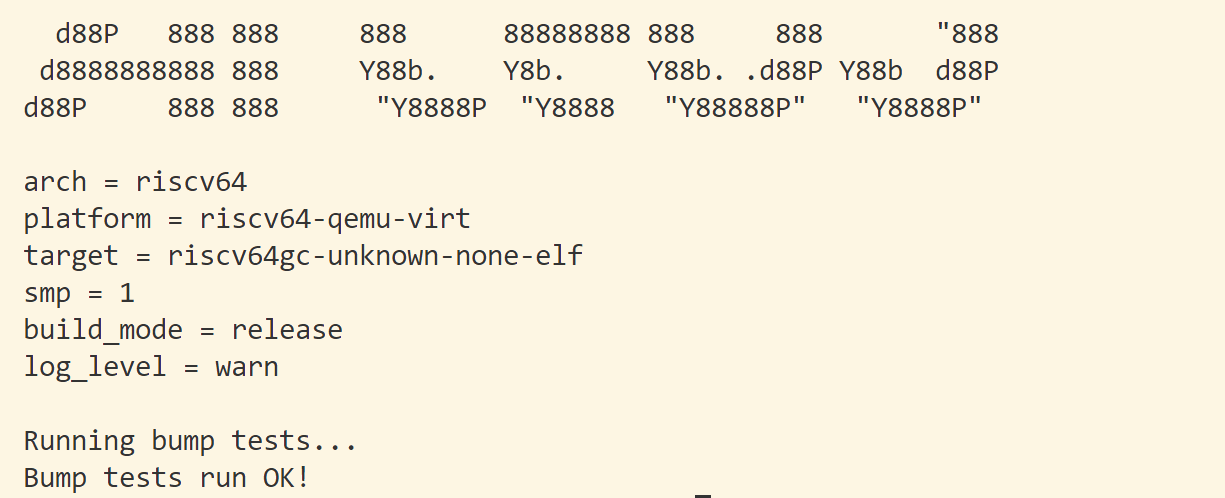 d88P   888 888     888      88888888 888     888       "888
 d8888888888 888     Y88b.    Y8b.     Y88b. .d88P Y88b  d88P
d88P     888 888      "Y8888P  "Y8888   "Y88888P"   "Y8888P"

arch = riscv64
platform = riscv64-qemu-virt
target = riscv64gc-unknown-none-elf
smp = 1
build_mode = release
log_level = warn

Running bump tests...
Bump tests run OK!